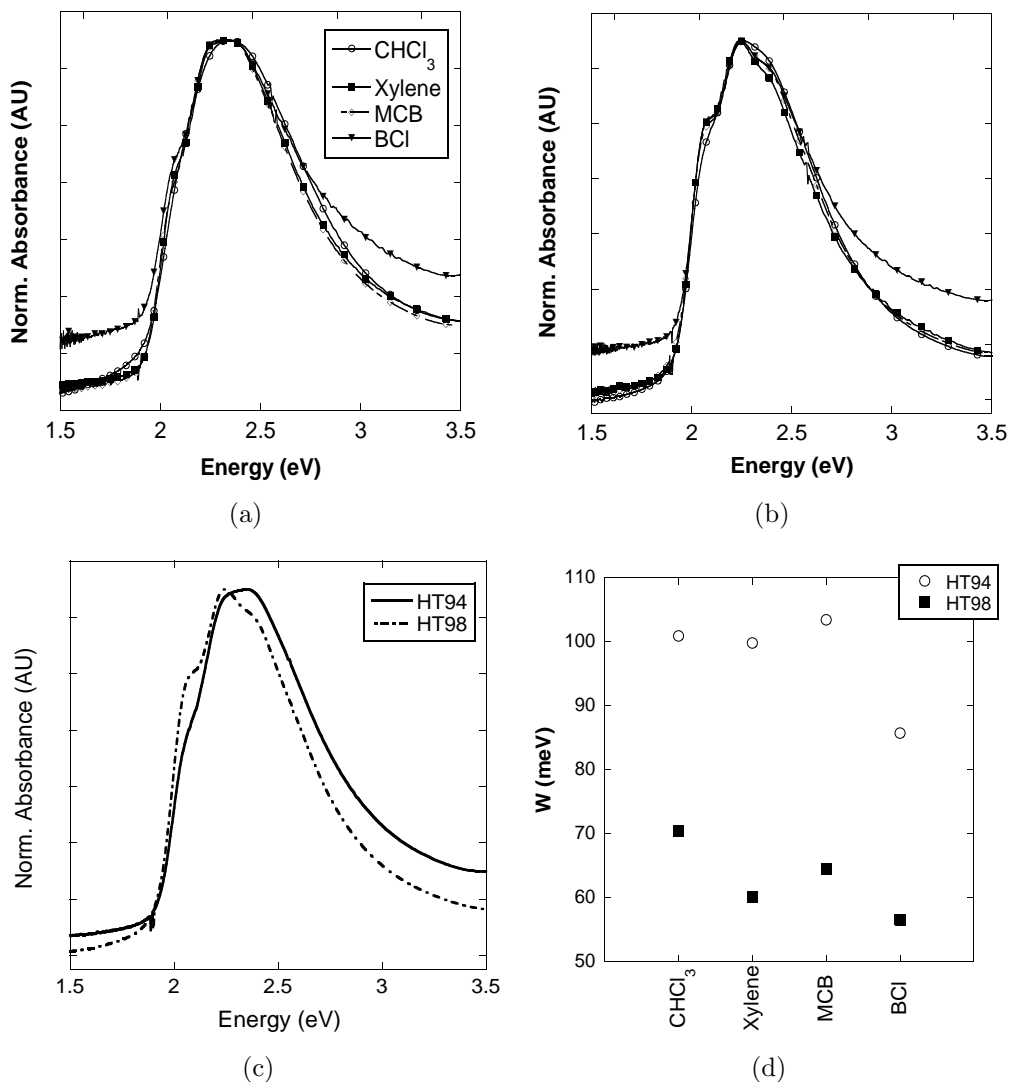 Norm. Absorbance (AU)
CHCl₃
Xylene
MCB
BCl
1.5 2 2.5 3 3.5
Energy (eV)
(a)
Norm. Absorbance (AU)
1.5 2 2.5 3 3.5
Energy (eV)
(b)
Norm. Absorbance (AU)
HT94
HT98
1.5 2 2.5 3 3.5
Energy (eV)
(c)
HT94
HT98
W (meV)
110
100
90
80
70
60
50
CHCl₃
Xylene
MCB
BCl
(d)